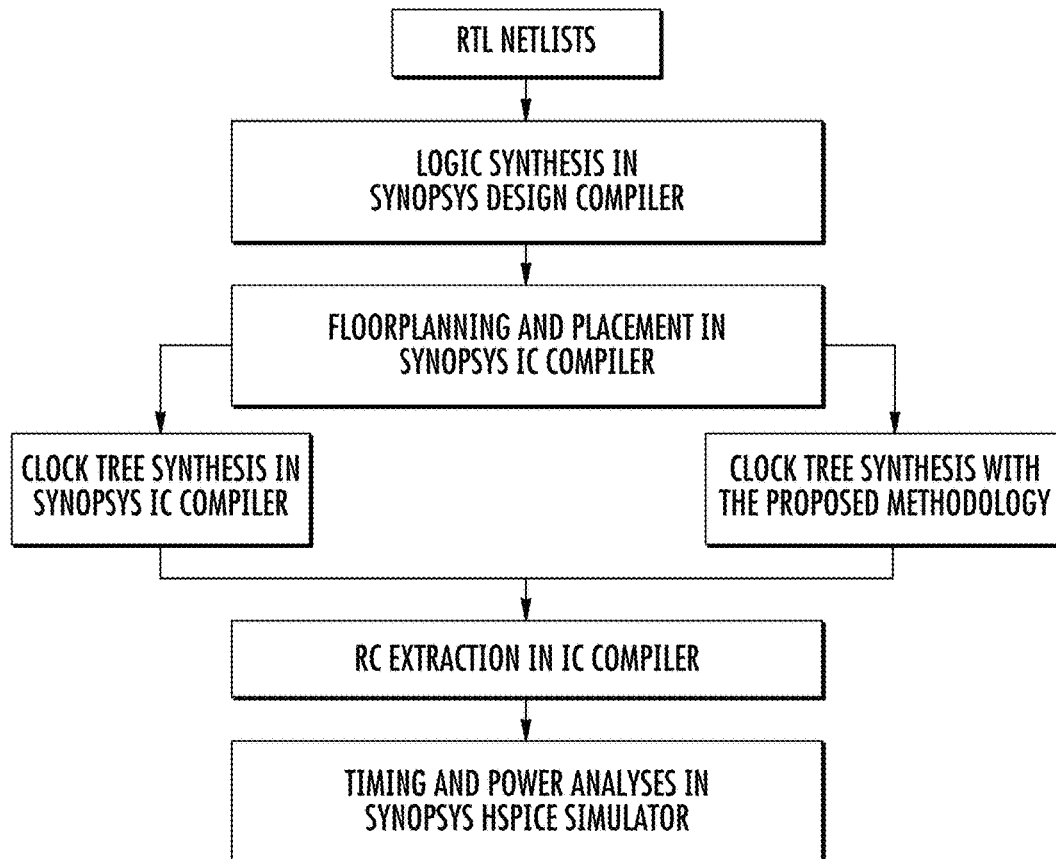 RTL NETLISTS
LOGIC SYNTHESIS IN
SYNOPSYS DESIGN COMPILER
FLOORPLANNING AND PLACEMENT IN
SYNOPSYS IC COMPILER
CLOCK TREE SYNTHESIS IN
SYNOPSYS IC COMPILER
CLOCK TREE SYNTHESIS WITH
THE PROPOSED METHODOLOGY
RC EXTRACTION IN IC COMPILER
TIMING AND POWER ANALYSES IN
SYNOPSYS HSPICE SIMULATOR